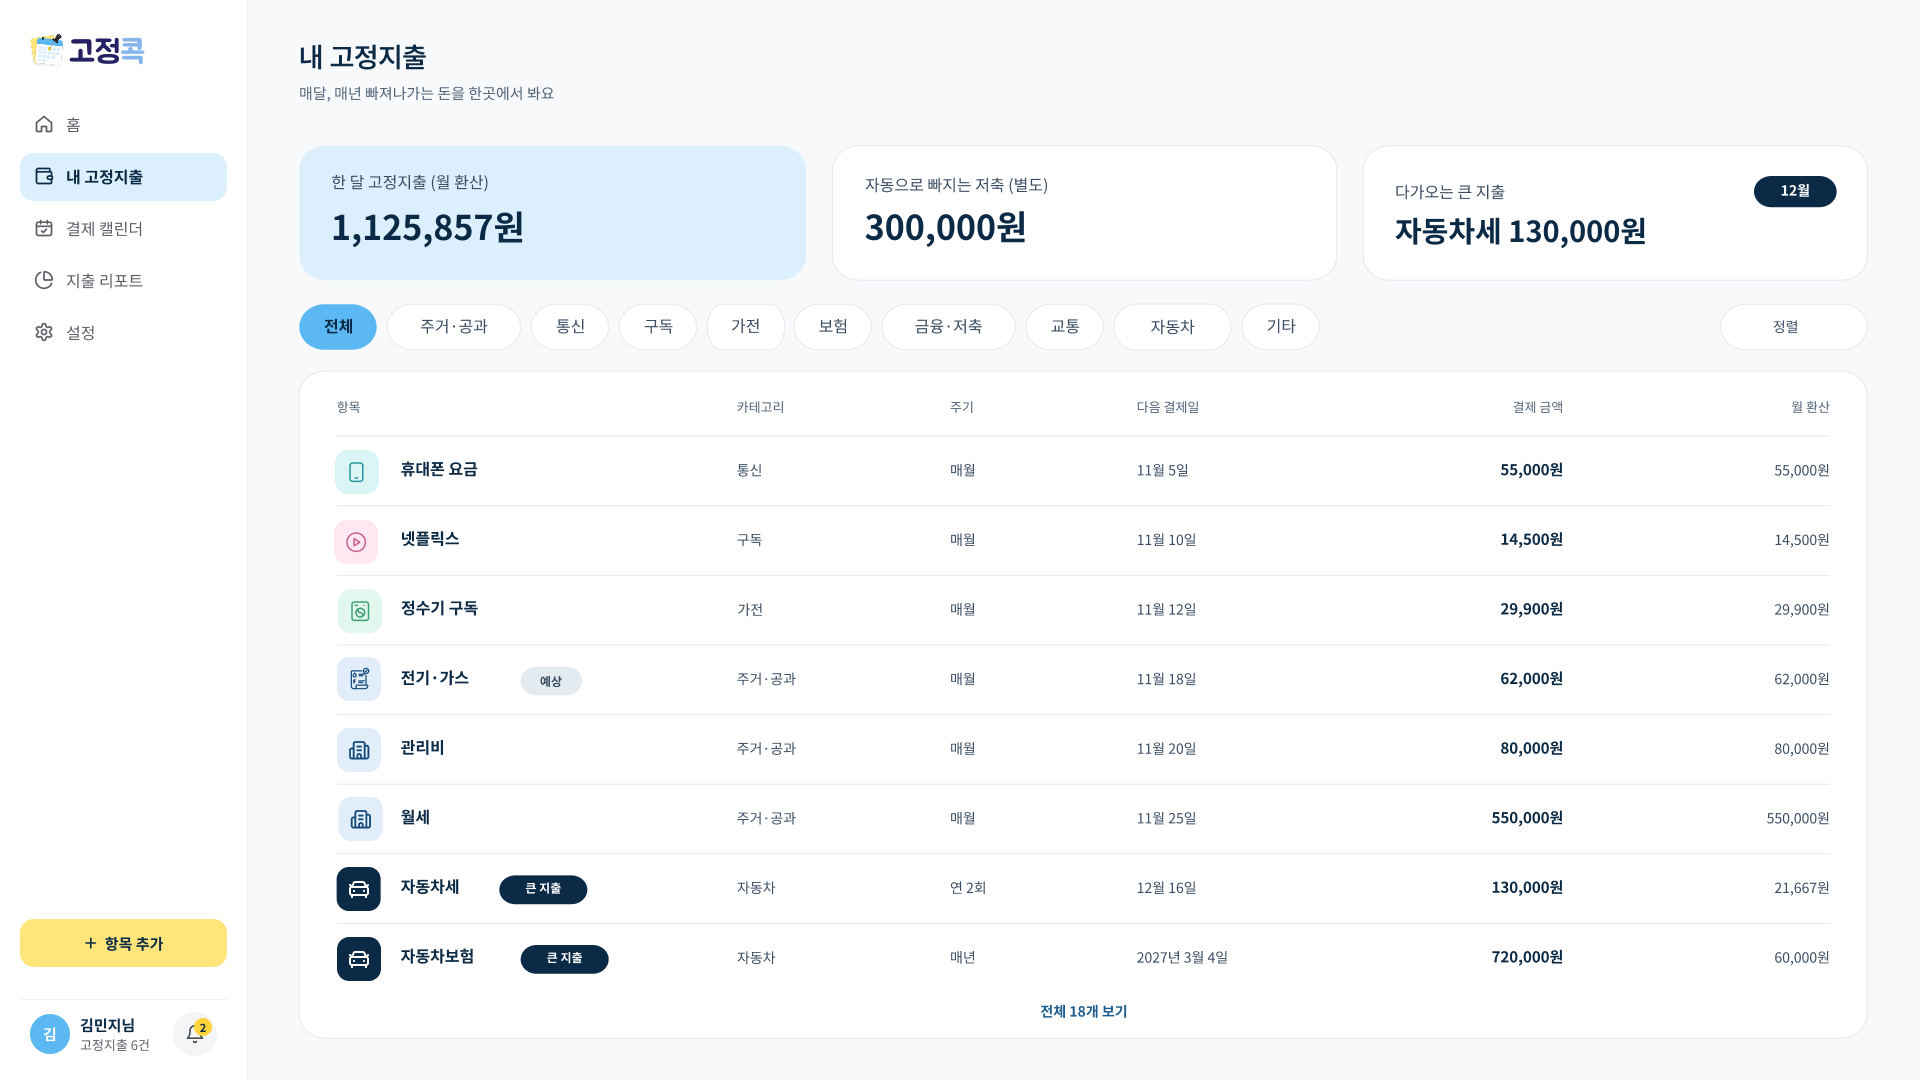 고정콕
홈
내 고정지출
결제 캘린더
지출 리포트
설정
+ 항목 추가
김
김민지님
고정지출 6건
2
내 고정지출
매달, 매년 빠져나가는 돈을 한곳에서 봐요
한 달 고정지출 (월 환산)
1,125,857원
자동으로 빠지는 저축 (별도)
300,000원
다가오는 큰 지출
12월
자동차세 130,000원
전체 주거·공과 통신 구독 가전 보험 금융·저축 교통 자동차 기타 정렬
항목 카테고리 주기 다음 결제일 결제 금액 월 환산
휴대폰 요금 통신 매월 11월 5일 55,000원 55,000원
넷플릭스 구독 매월 11월 10일 14,500원 14,500원
정수기 구독 가전 매월 11월 12일 29,900원 29,900원
전기·가스 예상 주거·공과 매월 11월 18일 62,000원 62,000원
관리비 주거·공과 매월 11월 20일 80,000원 80,000원
월세 주거·공과 매월 11월 25일 550,000원 550,000원
자동차세 큰 지출 자동차 연 2회 12월 16일 130,000원 21,667원
자동차보험 큰 지출 자동차 매년 2027년 3월 4일 720,000원 60,000원
전체 18개 보기